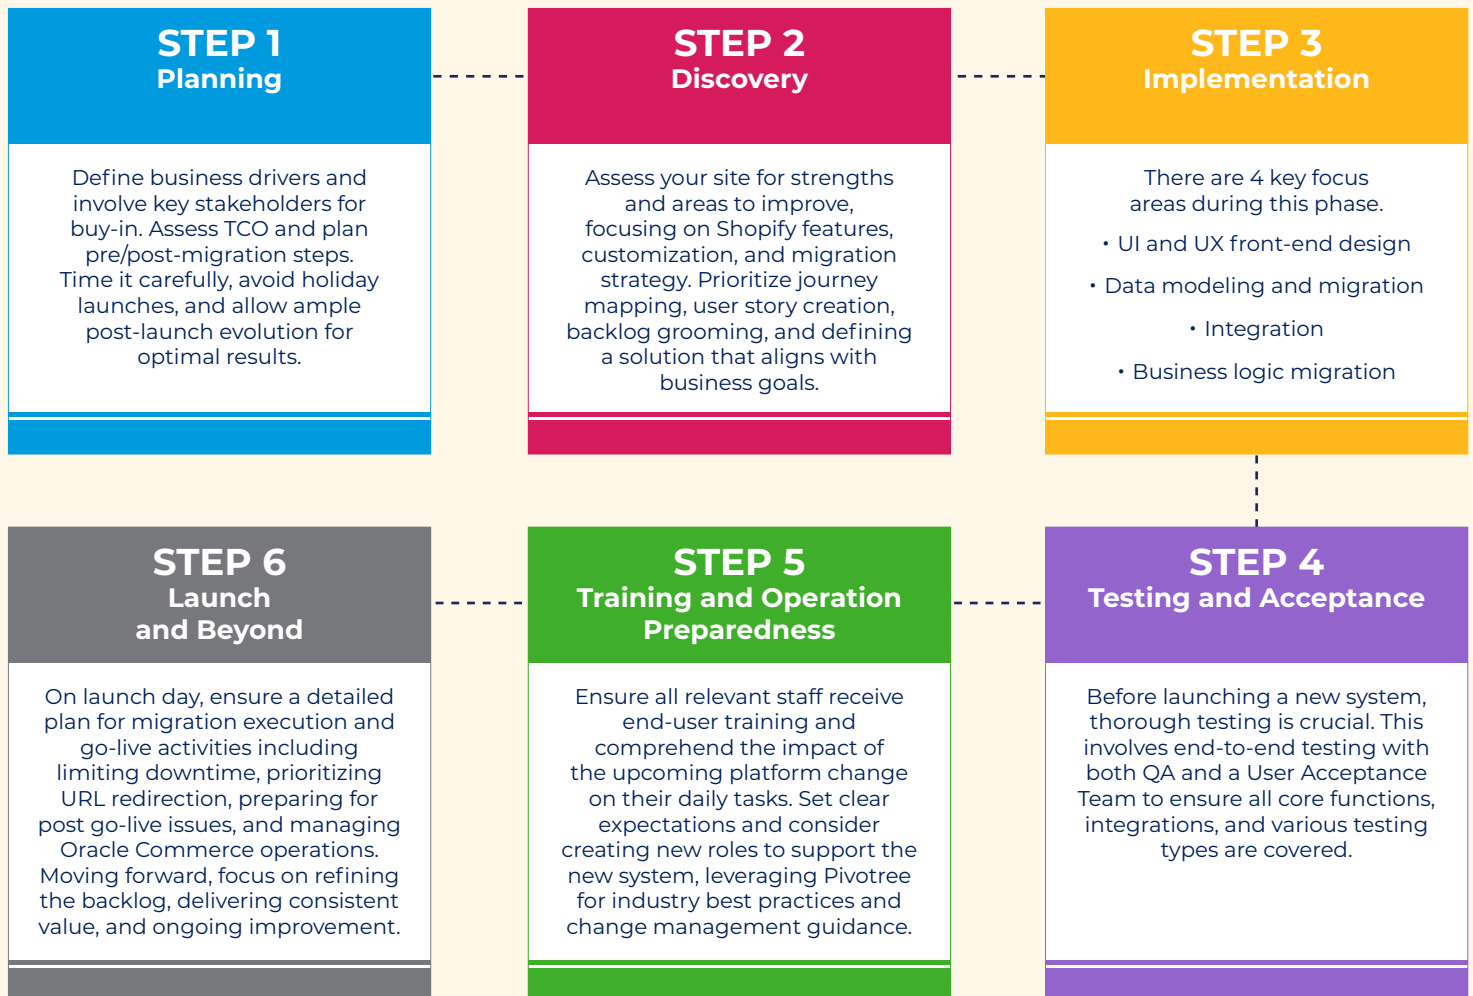 STEP 1
Planning
Define business drivers and
involve key stakeholders for
buy-in. Assess TCO and plan
pre/post-migration steps.
Time it carefully, avoid holiday
launches, and allow ample
post-launch evolution for
optimal results.
STEP 2
Discovery
Assess your site for strengths
and areas to improve,
focusing on Shopify features,
customization, and migration
strategy. Prioritize journey
mapping, user story creation,
backlog grooming, and defining
a solution that aligns with
business goals.
STEP 3
Implementation
There are 4 key focus
areas during this phase.
• UI and UX front-end design
• Data modeling and migration
• Integration
• Business logic migration
STEP 4
Testing and Acceptance
Before launching a new system,
thorough testing is crucial. This
involves end-to-end testing with
both QA and a User Acceptance
Team to ensure all core functions,
integrations, and various testing
types are covered.
STEP 5
Training and Operation
Preparedness
Ensure all relevant staff receive
end-user training and
comprehend the impact of
the upcoming platform change
on their daily tasks. Set clear
expectations and consider
creating new roles to support the
new system, leveraging Pivotree
for industry best practices and
change management guidance.
STEP 6
Launch
and Beyond
On launch day, ensure a detailed
plan for migration execution and
go-live activities including
limiting downtime, prioritizing
URL redirection, preparing for
post go-live issues, and managing
Oracle Commerce operations.
Moving forward, focus on refining
the backlog, delivering consistent
value, and ongoing improvement.